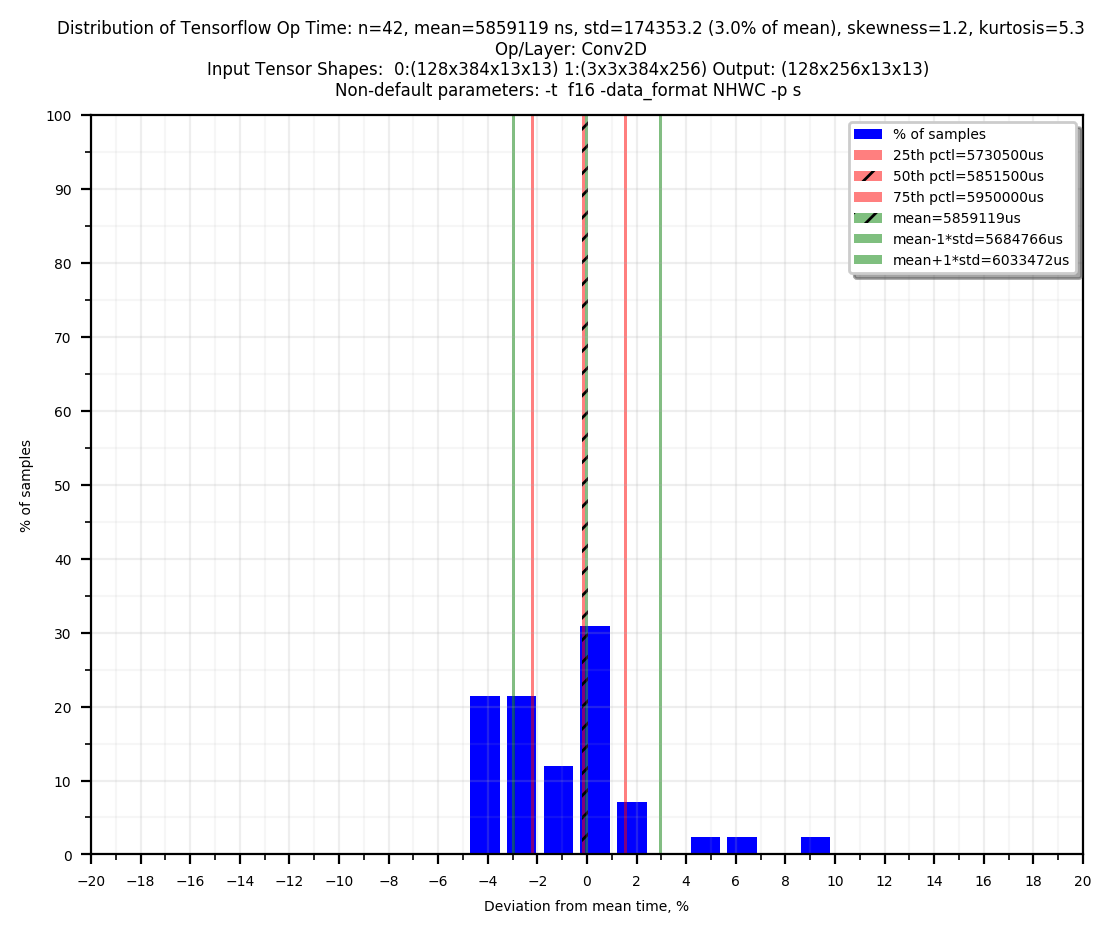 Distribution of Tensorflow Op Time: n=42, mean=5859119 ns, std=174353.2 (3.0% of mean), skewness=1.2, kurtosis=5.3
Op/Layer: Conv2D
Input Tensor Shapes:  0:(128x384x13x13) 1:(3x3x384x256) Output: (128x256x13x13)
Non-default parameters: -t  f16 -data_format NHWC -p s
% of samples
25th pctl=5730500us
50th pctl=5851500us
75th pctl=5950000us
mean=5859119us
mean-1*std=5684766us
mean+1*std=6033472us
100
90
80
70
60
50
40
30
20
10
0
% of samples
−20 −18 −16 −14 −12 −10 −8 −6 −4 −2 0 2 4 6 8 10 12 14 16 18 20
Deviation from mean time, %